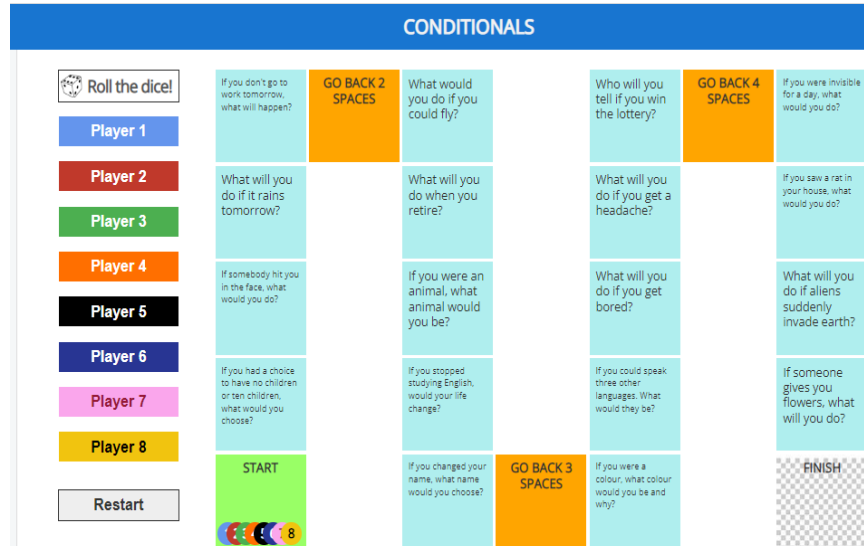 CONDITIONALS
Roll the dice!
Player 1
Player 2
Player 3
Player 4
Player 5
Player 6
Player 7
Player 8
Restart
If you don't go to
work tomorrow,
what will happen?
GO BACK 2
SPACES
What would
you do if you
could fly?
Who will you
tell if you win
the lottery?
GO BACK 4
SPACES
If you were invisible
for a day, what
would you do?
What will you
do if it rains
tomorrow?
What will you
do when you
retire?
What will you
do if you get a
headache?
If you saw a rat in
your house, what
would you do?
If somebody hit you
in the face, what
would you do?
If you were an
animal, what
animal would
you be?
What will you
do if you get
bored?
What will you
do if aliens
suddenly
invade earth?
If you had a choice
to have no children
or ten children,
what would you
choose?
If you stopped
studying English,
would your life
change?
If you could speak
three other
languages. What
would they be?
If someone
gives you
flowers, what
will you do?
START
8
If you changed your
name, what name
would you choose?
GO BACK 3
SPACES
If you were a
colour, what colour
would you be and
why?
FINISH